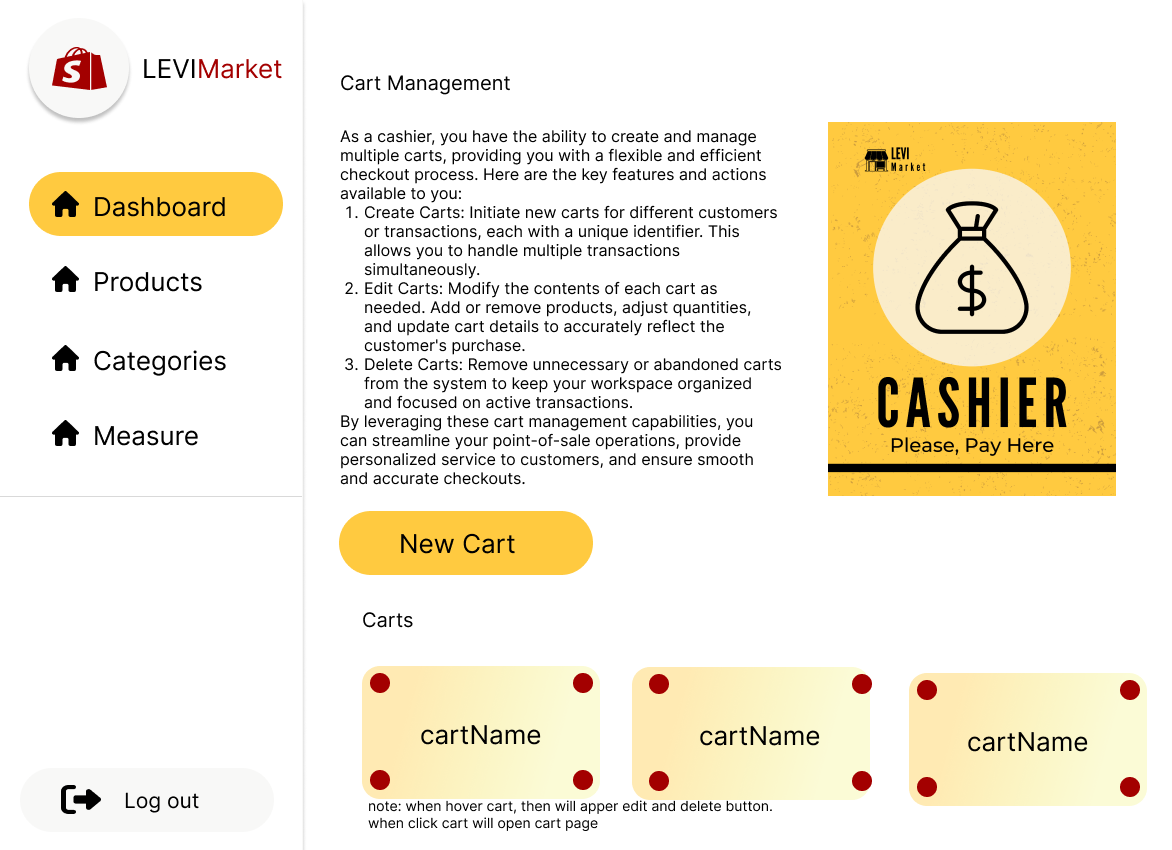 LEVIMarket
Dashboard
Products
Categories
Measure
Log out
Cart Management
As a cashier, you have the ability to create and manage
multiple carts, providing you with a flexible and efficient
checkout process. Here are the key features and actions
available to you:
1. Create Carts: Initiate new carts for different customers
or transactions, each with a unique identifier. This
allows you to handle multiple transactions
simultaneously.
2. Edit Carts: Modify the contents of each cart as
needed. Add or remove products, adjust quantities,
and update cart details to accurately reflect the
customer's purchase.
3. Delete Carts: Remove unnecessary or abandoned carts
from the system to keep your workspace organized
and focused on active transactions.
By leveraging these cart management capabilities, you
can streamline your point-of-sale operations, provide
personalized service to customers, and ensure smooth
and accurate checkouts.
LEVI
Market
$
CASHIER
Please, Pay Here
New Cart
Carts
cartName
cartName
cartName
note: when hover cart, then will apper edit and delete button.
when click cart will open cart page